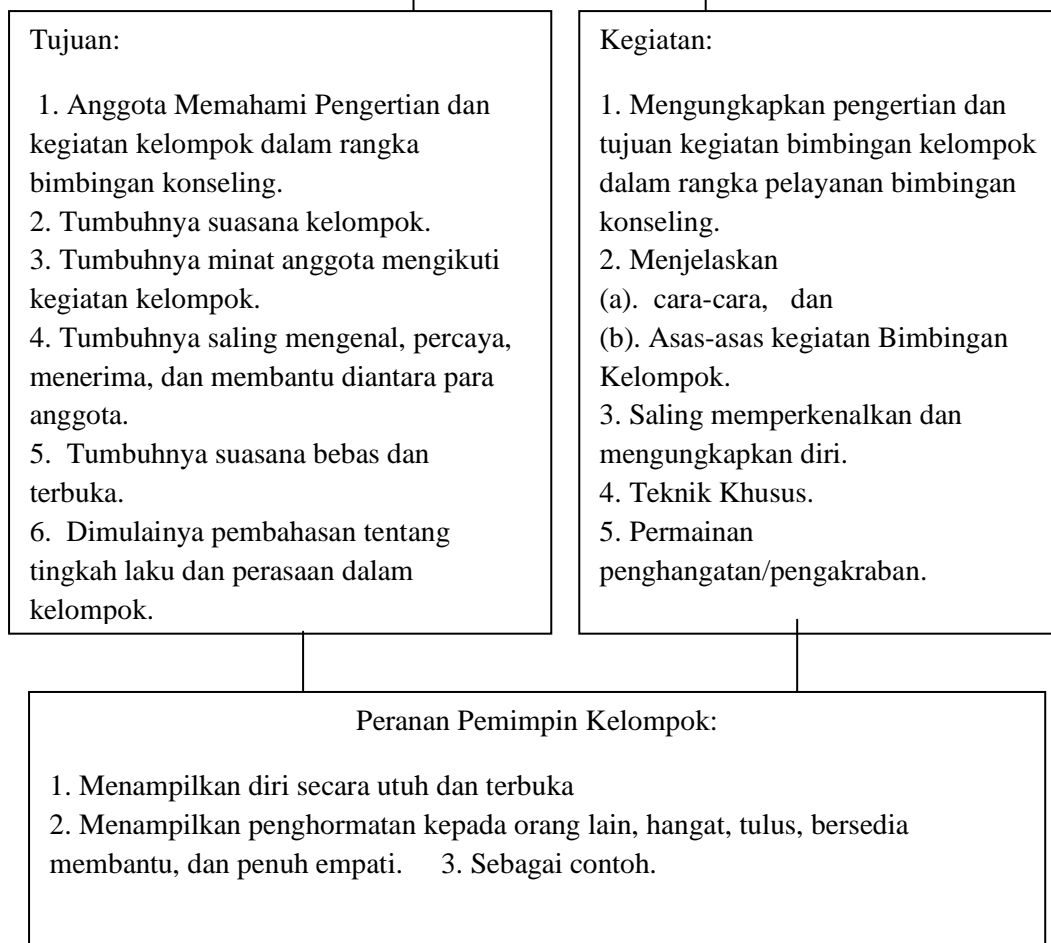 Tujuan:
1. Anggota Memahami Pengertian dan
kegiatan kelompok dalam rangka
bimbingan konseling.
2. Tumbuhnya suasana kelompok.
3. Tumbuhnya minat anggota mengikuti
kegiatan kelompok.
4. Tumbuhnya saling mengenal, percaya,
menerima, dan membantu diantara para
anggota.
5. Tumbuhnya suasana bebas dan
terbuka.
6. Dimulainya pembahasan tentang
tingkah laku dan perasaan dalam
kelompok.
Kegiatan:
1. Mengungkapkan pengertian dan
tujuan kegiatan bimbingan kelompok
dalam rangka pelayanan bimbingan
konseling.
2. Menjelaskan
(a). cara-cara, dan
(b). Asas-asas kegiatan Bimbingan
Kelompok.
3. Saling memperkenalkan dan
mengungkapkan diri.
4. Teknik Khusus.
5. Permainan
penghangatan/pengakraban.
Peranan Pemimpin Kelompok:
1. Menampilkan diri secara utuh dan terbuka
2. Menampilkan penghormatan kepada orang lain, hangat, tulus, bersedia
membantu, dan penuh empati. 3. Sebagai contoh.